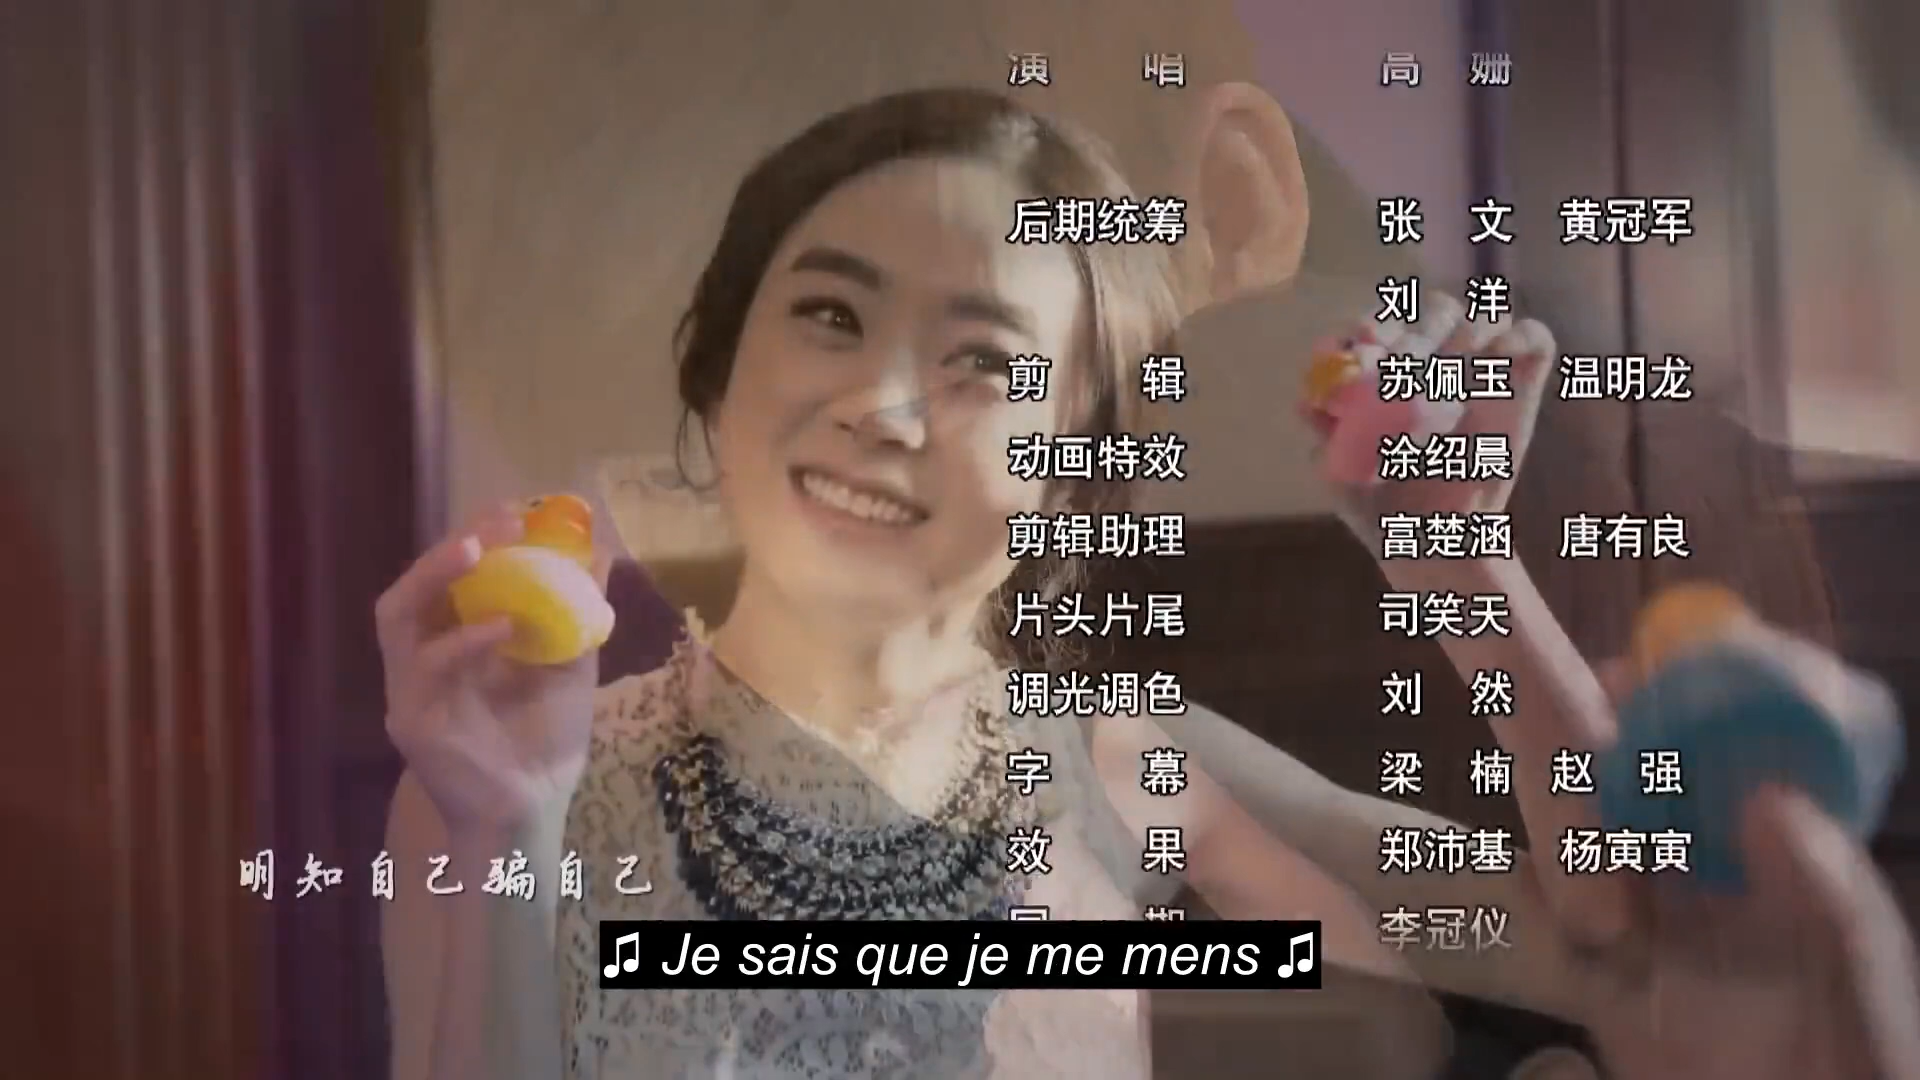 演唱 高姗
后期统筹 张文 黄冠军
刘洋
剪辑 苏佩玉 温明龙
动画特效 涂绍晨
剪辑助理 富楚涵 唐有良
片头片尾 司笑天
调光调色 刘然
字幕 梁楠 赵强
效果 郑沛基 杨寅寅
李冠仪
明知自己骗自己
♫ Je sais que je me mens ♫